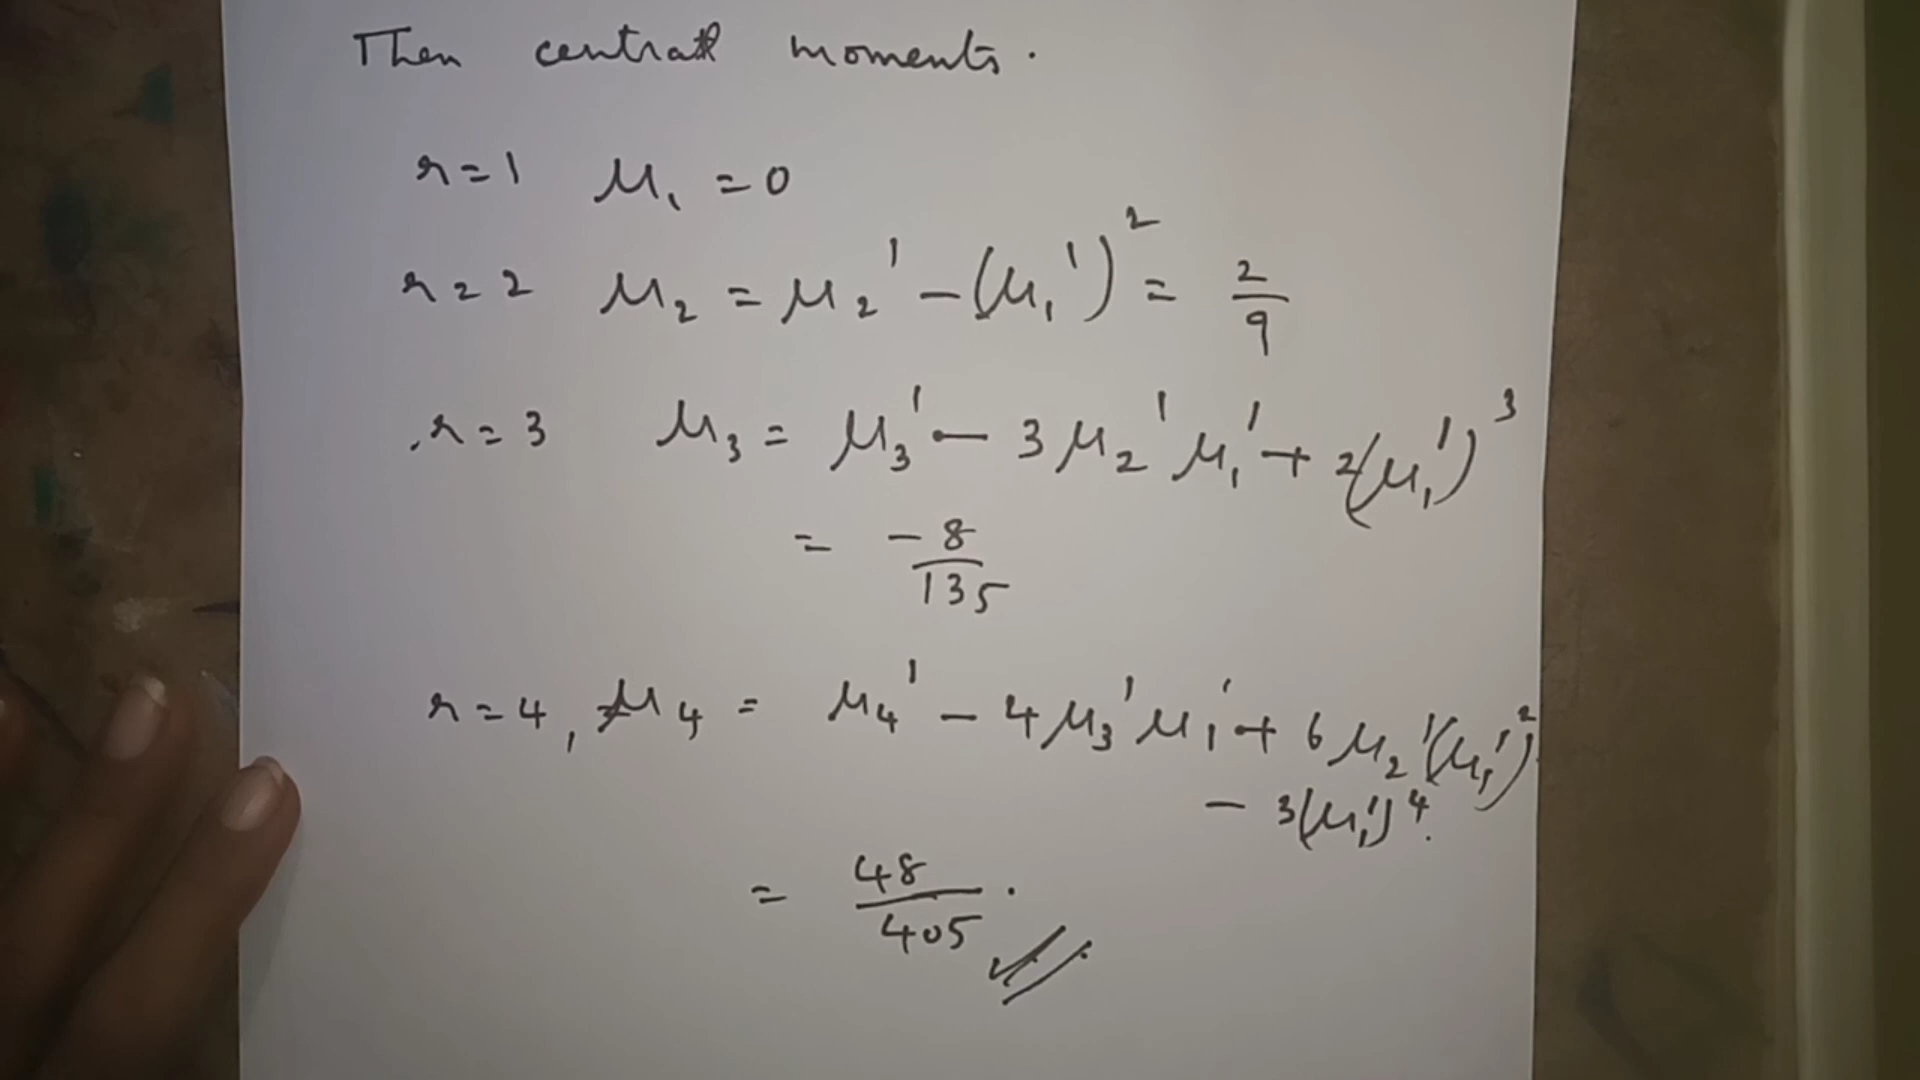 Then central moments.
r=1 μ₁ =0
r=2 μ₂ = μ₂' - (μ₁')² = 2/9
r=3 μ₃ = μ₃' - 3μ₂'μ₁' + 2(μ₁')³
= -8/135
r=4, μ₄ = μ₄' - 4μ₃'μ₁' + 6μ₂'(μ₁')²
- 3(μ₁')⁴.
= 48/405.